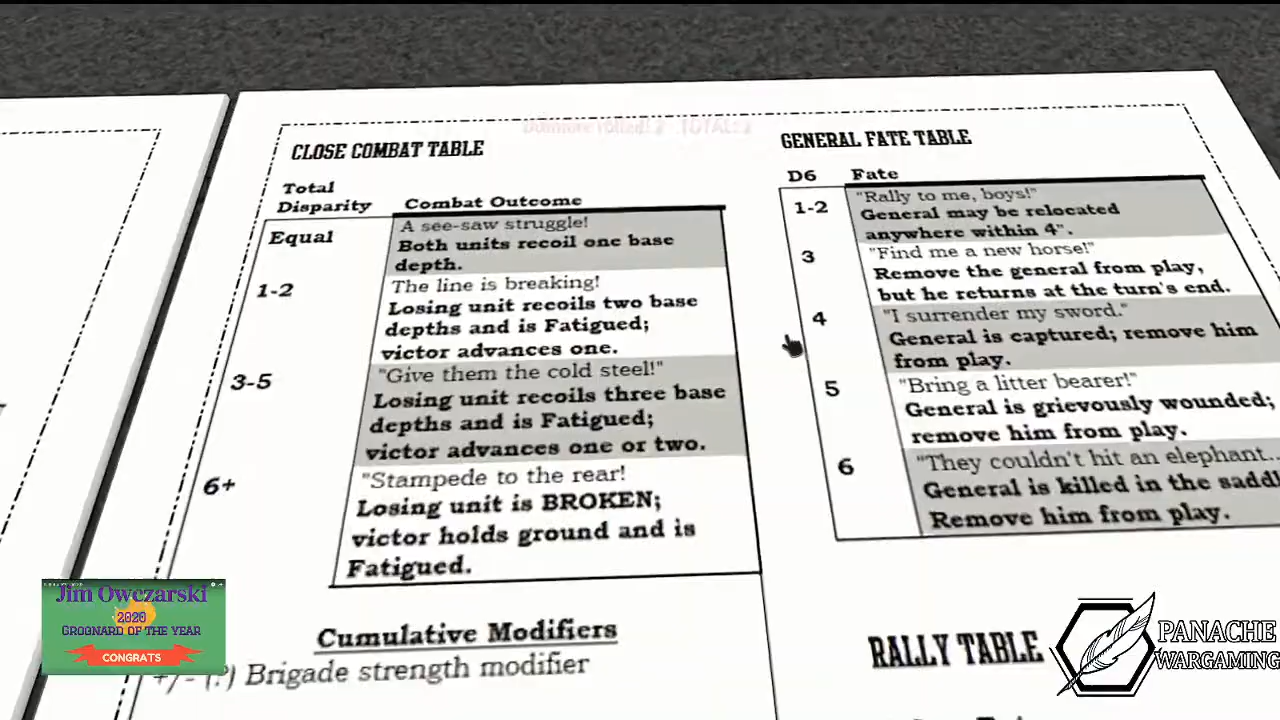 CLOSE COMBAT TABLE
Total
Disparity Combat Outcome
Equal
A see-saw struggle!
Both units recoil one base
depth.
1-2
The line is breaking!
Losing unit recoils two base
depths and is Fatigued;
victor advances one.
3-5
"Give them the cold steel!"
Losing unit recoils three base
depths and is Fatigued;
victor advances one or two.
6+
"Stampede to the rear!
Losing unit is BROKEN;
victor holds ground and is
Fatigued.
Cumulative Modifiers
+/- (?) Brigade strength modifier
GENERAL FATE TABLE
D6 Fate
1-2
"Rally to me, boys!"
General may be relocated
anywhere within 4".
3
"Find me a new horse!"
Remove the general from play,
but he returns at the turn's end.
4
"I surrender my sword."
General is captured; remove him
from play.
5
"Bring a litter bearer!"
General is grievously wounded;
remove him from play.
6
"They couldn't hit an elephant...
General is killed in the saddl
Remove him from play.
RALLY TABLE
Jim Owczarski
2020
GROGNARD OF THE YEAR
CONGRATS
PANACHE
WARGAMING